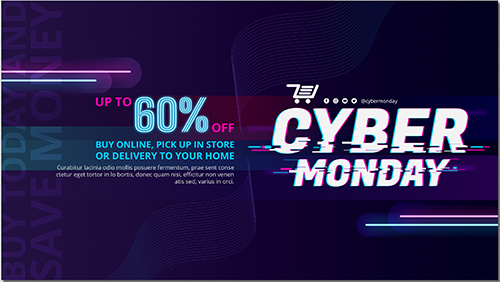 BUY TODAY AND
SAVE MONEY
UP TO 60% OFF
BUY ONLINE, PICK UP IN STORE
OR DELIVERY TO YOUR HOME
Curabitur lacinia odio mollis posuere fermentum, prae sent conse
ctetur eget tortor in lo bortis, donec quam nisi, efficitur non venen
atis sed, varius in orci.
@cybermonday
CYBER
MONDAY